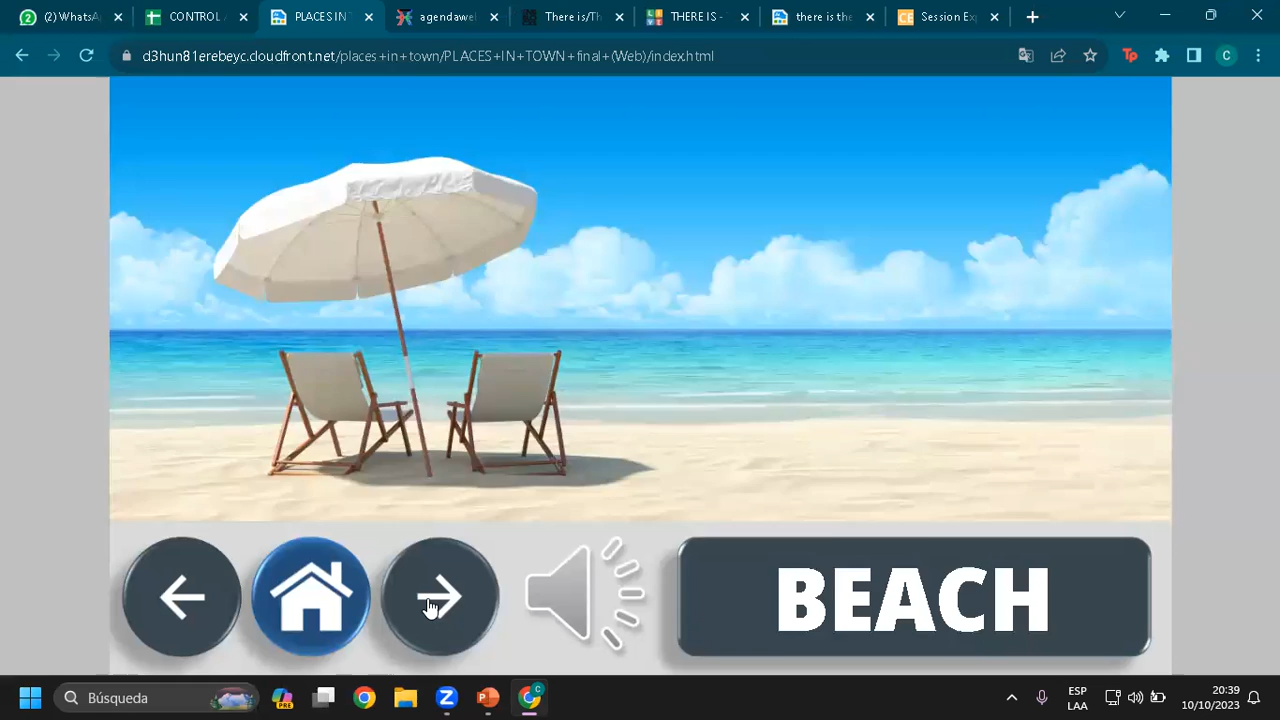 (2) WhatsA
CONTROL A
PLACES IN T
agendawe
There is/Th
THERE IS -
there is the
Session Ex
d3hun81erebeyc.cloudfront.net/places+in+town/PLACES+IN+TOWN+final+(Web)/index.html
Tp
C
BEACH
Búsqueda
PRE
ESP
LAA
20:39
10/10/2023